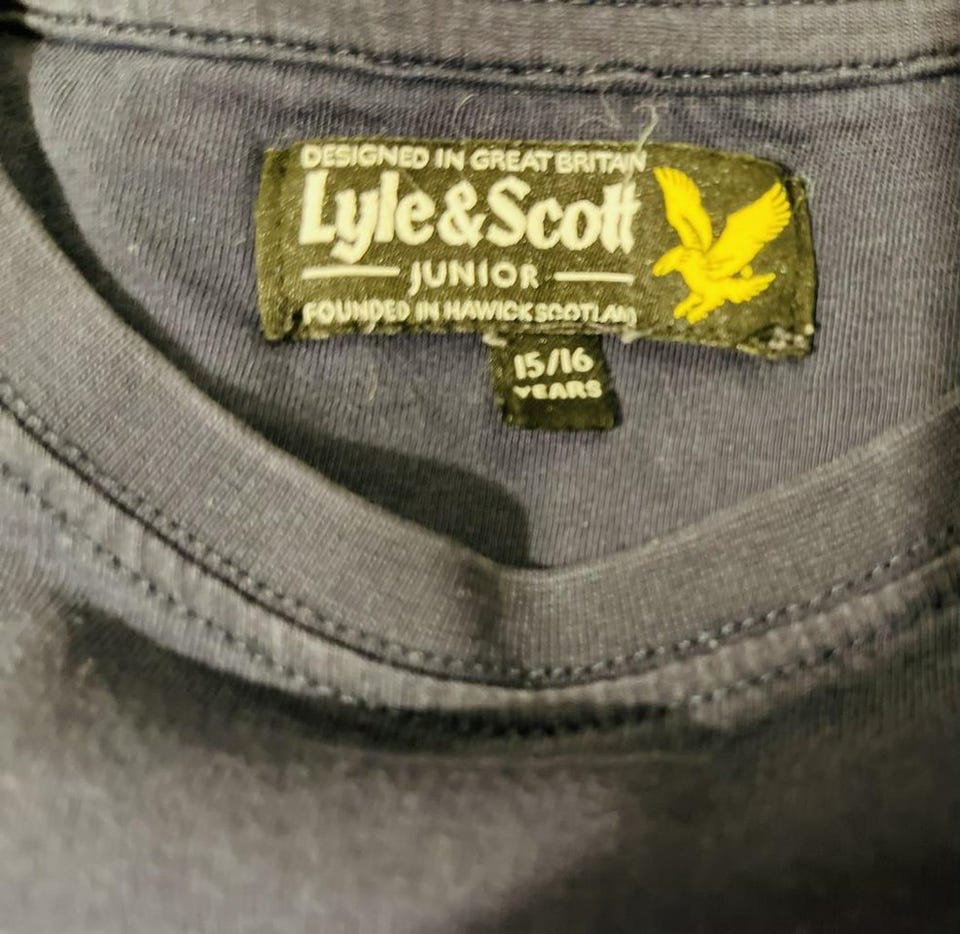 DESIGNED IN GREAT BRITAIN
Lyle&Scott
JUNIOR
FOUNDED IN HAWICK SCOTLAND
15/16
YEARS